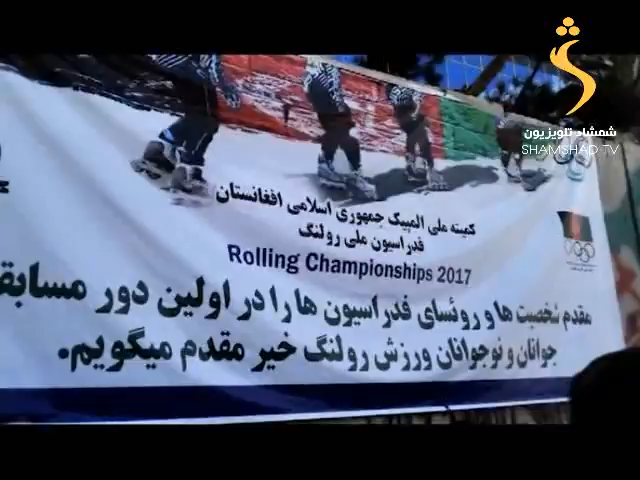 شمشاد تلویزیون
SHAMSHAD TV
کمیته ملی المپیک جمهوری اسلامی افغانستان
فدراسیون ملی رولنگ
Rolling Championships 2017
مقدم شخصیت ها و روئسای فدراسیون ها را در اولین دور
جوانان و نوجوانان ورزش رولنگ خیر مقدم میگویم.